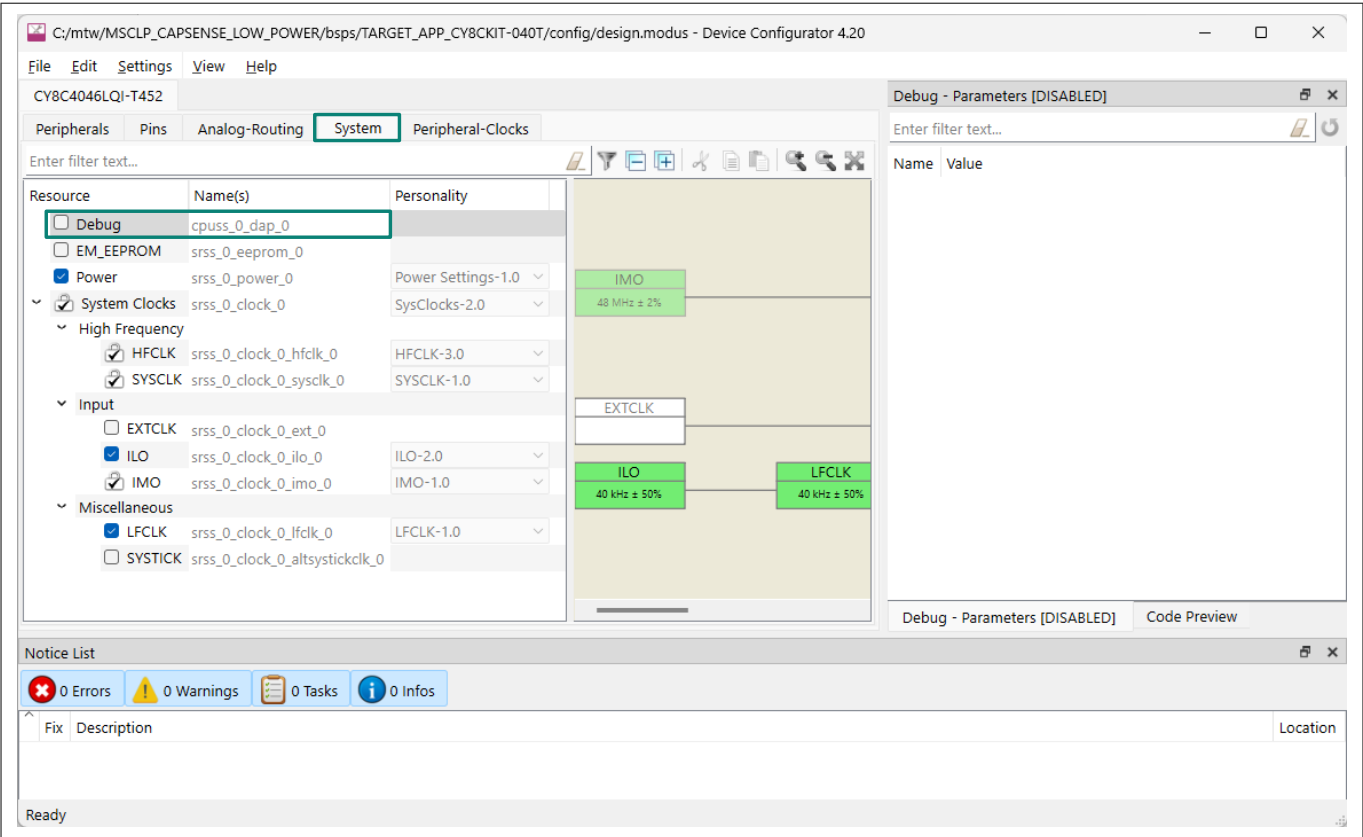 C:/mtw/MSCLP_CAPSENSE_LOW_POWER/bsps/TARGET_APP_CY8CKIT-040T/config/design.modus - Device Configurator 4.20
File Edit Settings View Help
CY8C4046LQI-T452
Peripherals Pins Analog-Routing System Peripheral-Clocks
Enter filter text...
Resource Name(s) Personality
Debug cpuss_0_dap_0
EM_EEPROM srss_0_eeprom_0
Power srss_0_power_0 Power Settings-1.0
System Clocks srss_0_clock_0 SysClocks-2.0
High Frequency
HFCLK srss_0_clock_0_hfclk_0 HFCLK-3.0
SYSCLK srss_0_clock_0_sysclk_0 SYSCLK-1.0
Input
EXTCLK srss_0_clock_0_ext_0
ILO srss_0_clock_0_ilo_0 ILO-2.0
IMO srss_0_clock_0_imo_0 IMO-1.0
Miscellaneous
LFCLK srss_0_clock_0_lfclk_0 LFCLK-1.0
SYSTICK srss_0_clock_0_altsystickclk_0
IMO
48 MHz ± 2%
EXTCLK
ILO LFCLK
40 kHz ± 50% 40 kHz ± 50%
Debug - Parameters [DISABLED]
Enter filter text...
Name Value
Debug - Parameters [DISABLED] Code Preview
Notice List
0 Errors 0 Warnings 0 Tasks 0 Infos
Fix Description Location
Ready